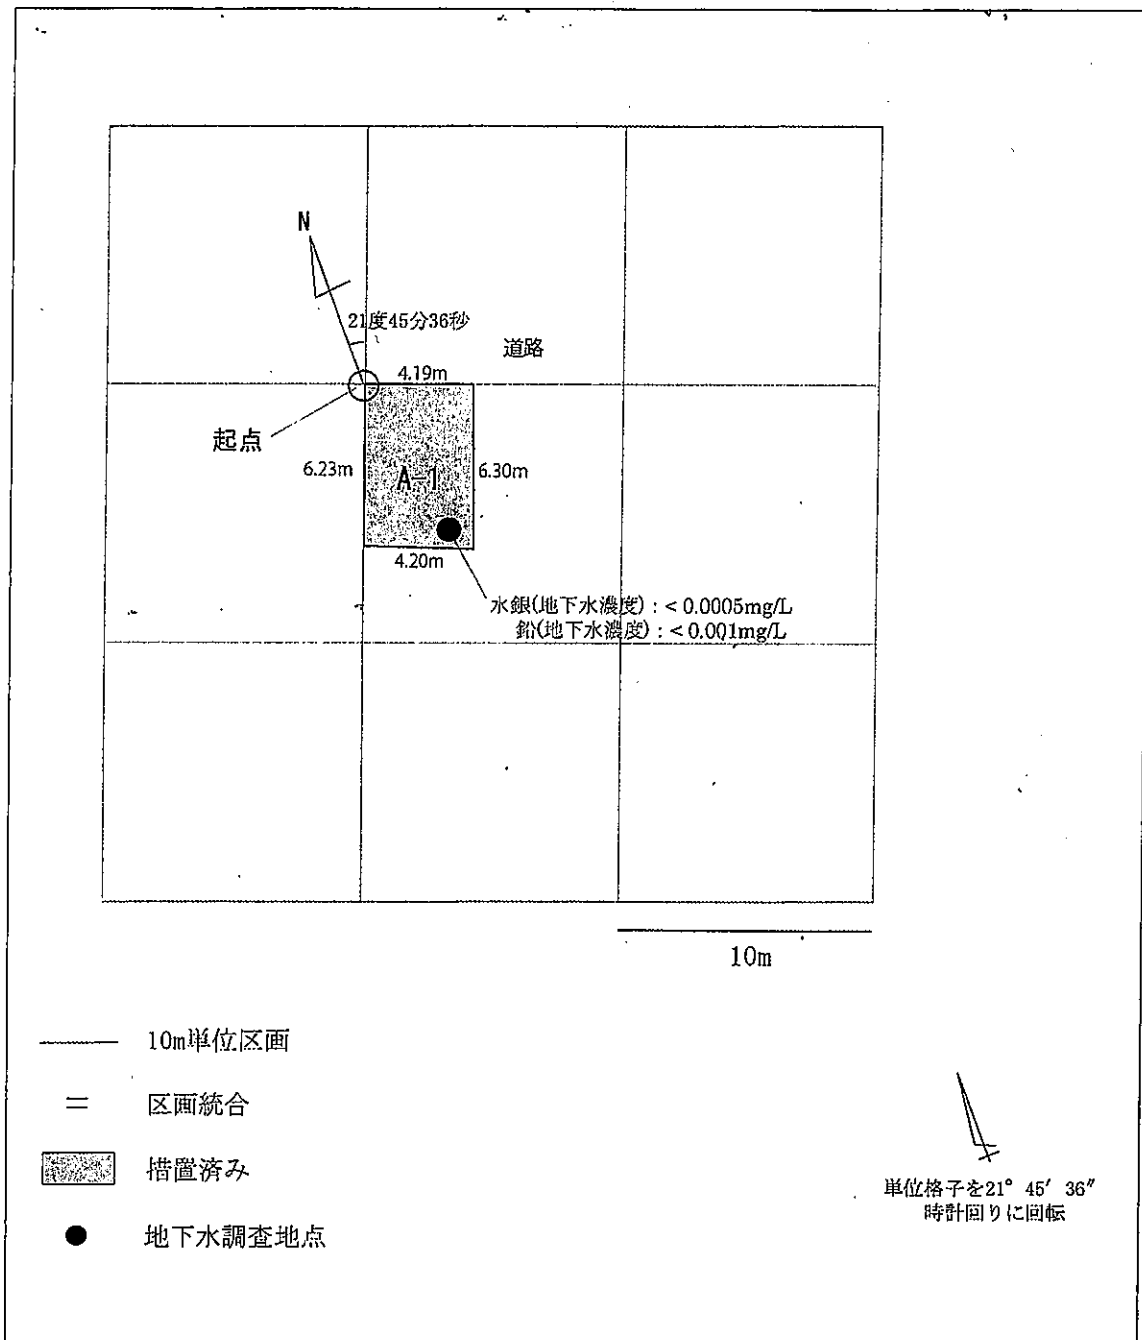 N
21度45分36秒
道路
4.19m
起点
6.23m
A-1
6.30m
4.20m
水銀(地下水濃度):<0.0005mg/L
鉛(地下水濃度):<0.001mg/L
10m
10m単位区画
= 区画統合
措置済み
地下水調査地点
単位格子を21° 45′ 36″
時計回りに回転